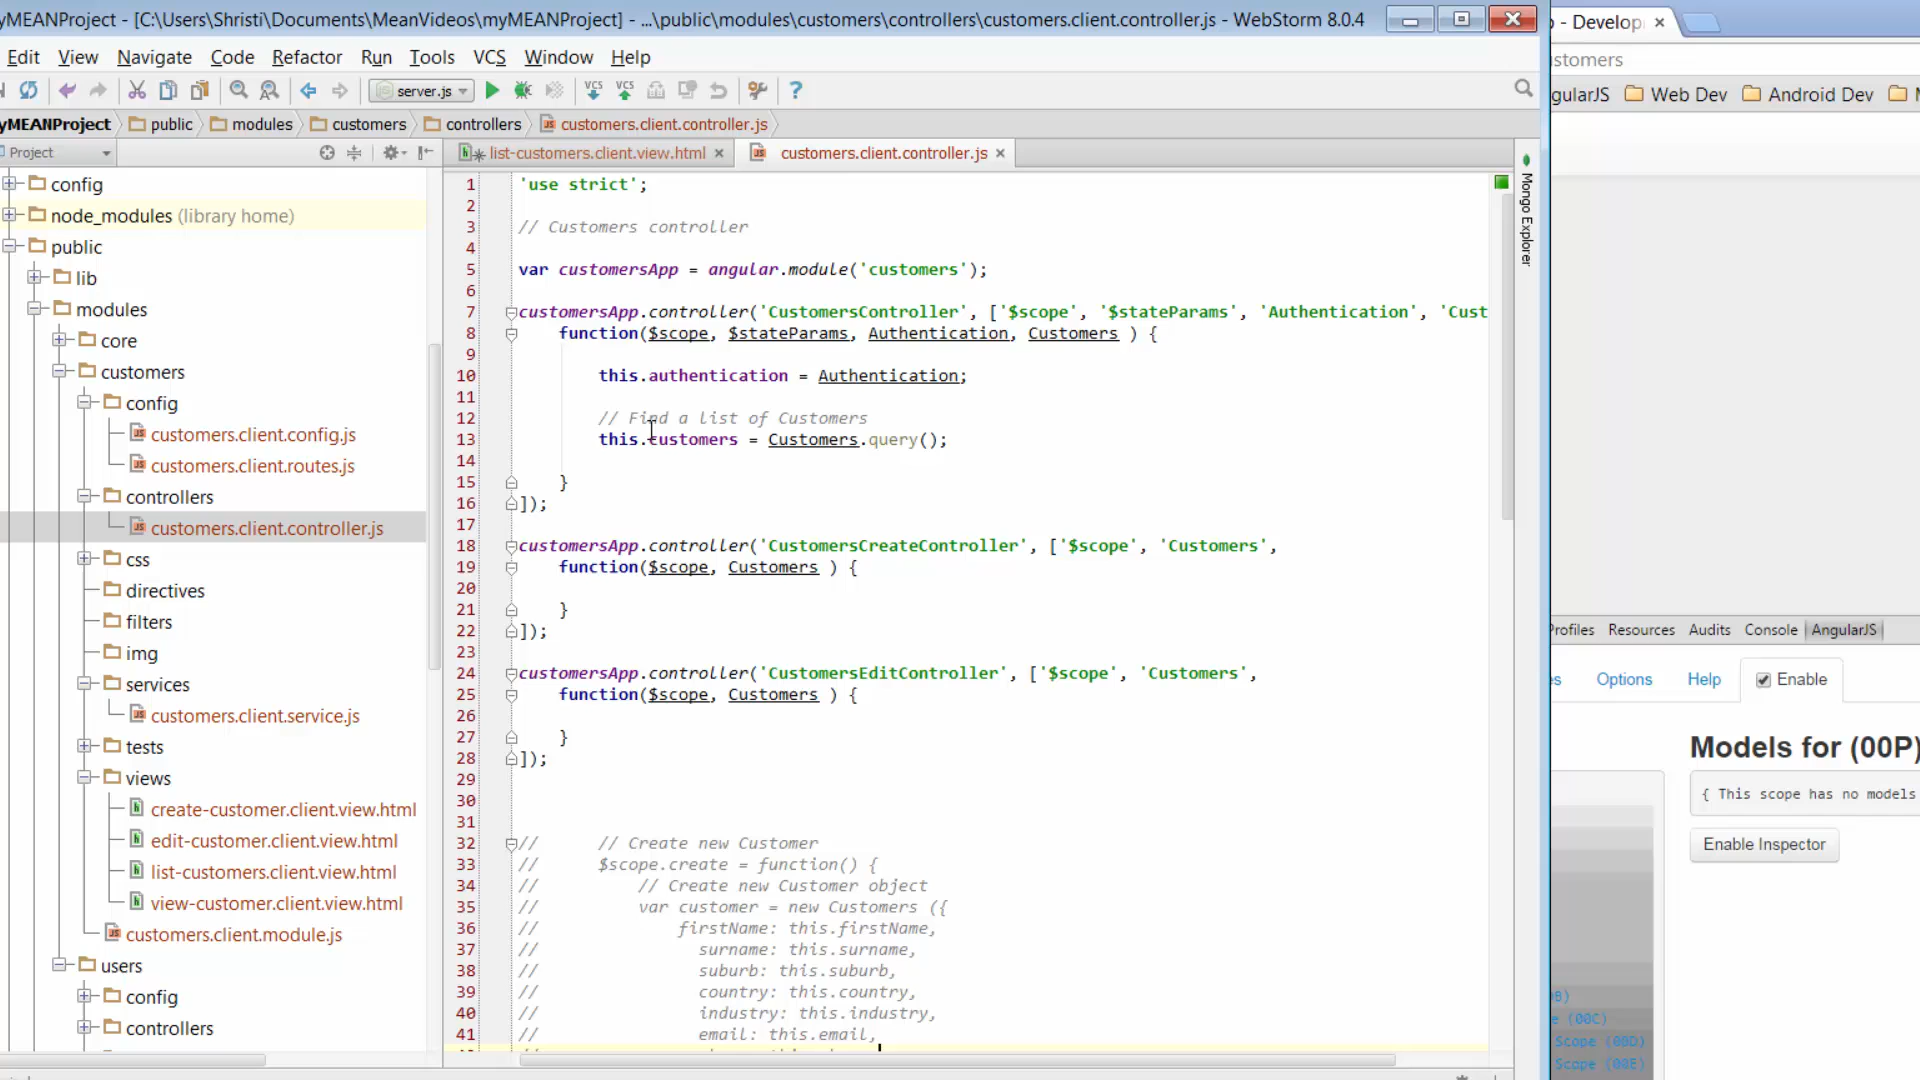 yMEANProject - [C:\Users\Shristi\Documents\MeanVideos\myMEANProject] - ...\public\modules\customers\controllers\customers.client.controller.js - WebStorm 8.0.4
Edit View Navigate Code Refactor Run Tools VCS Window Help
server.js
VCS VCS
yMEANProject public modules customers controllers customers.client.controller.js
Project
list-customers.client.view.html customers.client.controller.js
config
node_modules (library home)
public
lib
modules
core
customers
config
customers.client.config.js
customers.client.routes.js
controllers
customers.client.controller.js
css
directives
filters
img
services
customers.client.service.js
tests
views
create-customer.client.view.html
edit-customer.client.view.html
list-customers.client.view.html
view-customer.client.view.html
customers.client.module.js
users
config
controllers
1 'use strict';
2
3 // Customers controller
4
5 var customersApp = angular.module('customers');
6
7 customersApp.controller('CustomersController', ['$scope', '$stateParams', 'Authentication', 'Cust
8 function($scope, $stateParams, Authentication, Customers ) {
9
10 this.authentication = Authentication;
11
12 // Find a list of Customers
13 this.customers = Customers.query();
14
15 }
16 ]);
17
18 customersApp.controller('CustomersCreateController', ['$scope', 'Customers',
19 function($scope, Customers ) {
20
21 }
22 ]);
23
24 customersApp.controller('CustomersEditController', ['$scope', 'Customers',
25 function($scope, Customers ) {
26
27 }
28 ]);
29
30
31
32 // // Create new Customer
33 // $scope.create = function() {
34 // // Create new Customer object
35 // var customer = new Customers ({
36 // firstName: this.firstName,
37 // surname: this.surname,
38 // suburb: this.suburb,
39 // country: this.country,
40 // industry: this.industry,
41 // email: this.email,
Mongo Explorer
- Develop
stomers
gularJS Web Dev Android Dev
Profiles Resources Audits Console AngularJS
es Options Help Enable
Models for (00P)
{ This scope has no models
Enable Inspector
0B)
e (00C)
Scope (00D)
Scope (00E)